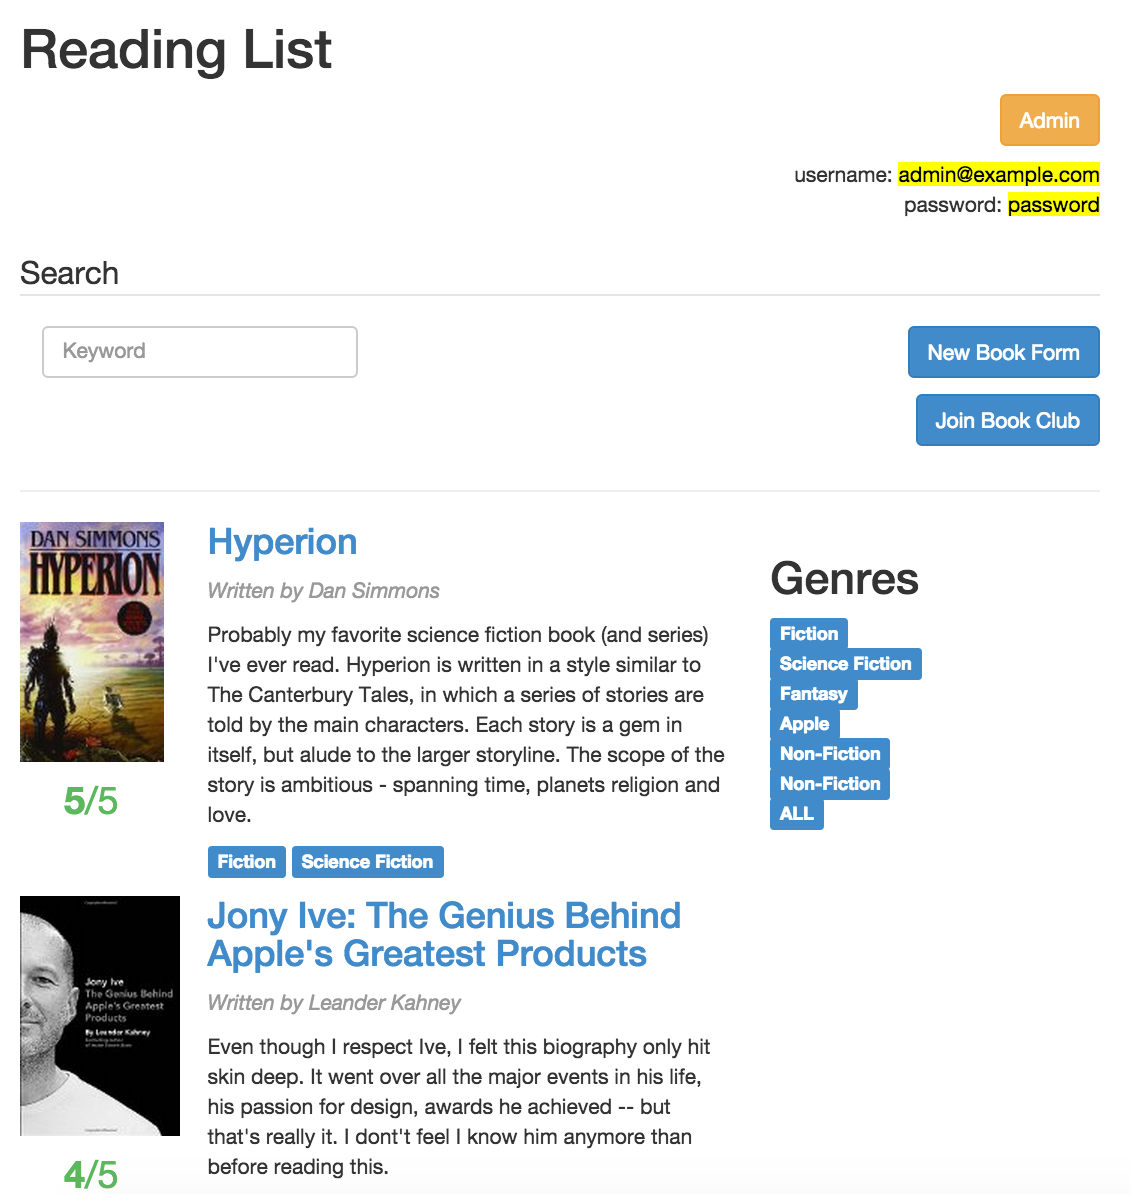 Reading List
Admin
username: admin@example.com
password: password
Search
Keyword
New Book Form
Join Book Club
DAN SIMMONS
HYPERION
5/5
Hyperion
Written by Dan Simmons
Probably my favorite science fiction book (and series)
I've ever read. Hyperion is written in a style similar to
The Canterbury Tales, in which a series of stories are
told by the main characters. Each story is a gem in
itself, but alude to the larger storyline. The scope of the
story is ambitious - spanning time, planets religion and
love.
Fiction Science Fiction
Genres
Fiction
Science Fiction
Fantasy
Apple
Non-Fiction
Non-Fiction
ALL
Jony Ive
The Genius Behind
Apple's Greatest
Products
By Leander Kahney
4/5
Jony Ive: The Genius Behind
Apple's Greatest Products
Written by Leander Kahney
Even though I respect Ive, I felt this biography only hit
skin deep. It went over all the major events in his life,
his passion for design, awards he achieved -- but
that's really it. I dont't feel I know him anymore than
before reading this.